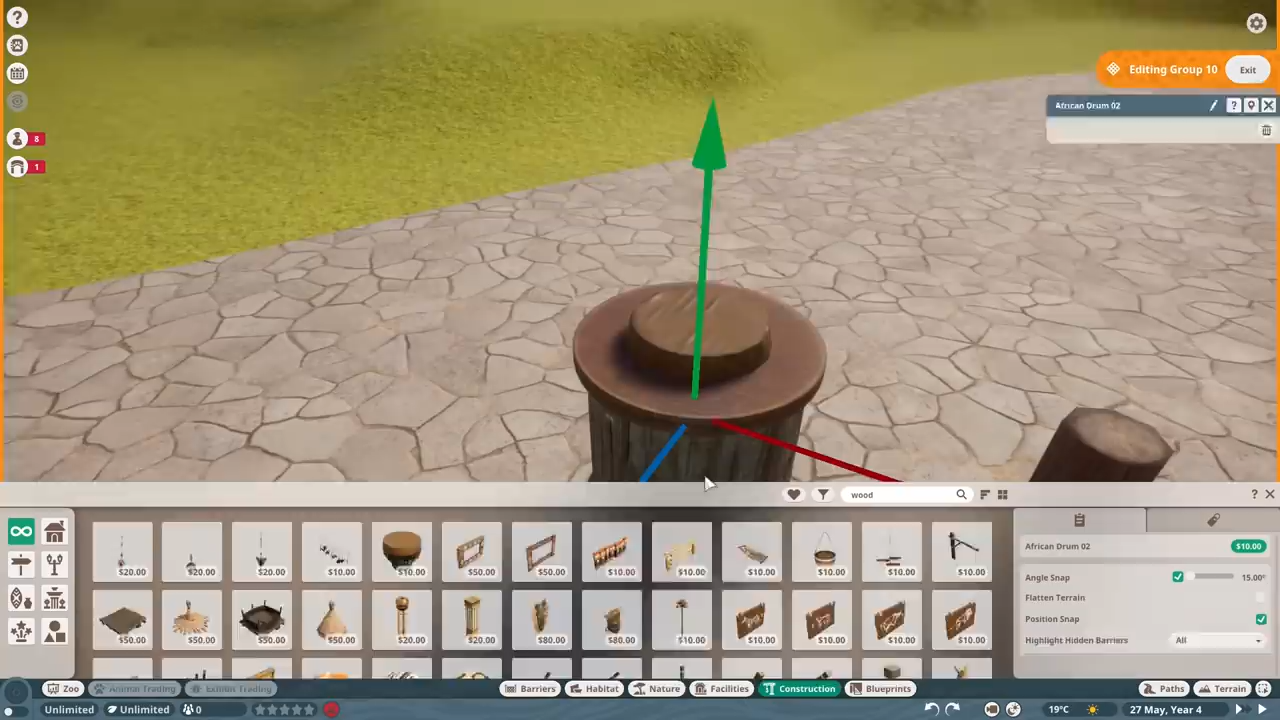 ?
Editing Group 10 Exit
African Drum 02 ?
8
1
wood ?
$20.00 $20.00 $20.00 $10.00 $10.00 $50.00 $50.00 $10.00 $10.00 $10.00 $10.00 $10.00 $10.00
$50.00 $50.00 $50.00 $50.00 $20.00 $20.00 $80.00 $80.00 $10.00 $10.00 $10.00 $10.00 $10.00
African Drum 02 $10.00
Angle Snap 15.00°
Flatten Terrain
Position Snap
Highlight Hidden Barriers All
Zoo Animal Trading Exhibit Trading Barriers Habitat Nature Facilities Construction Blueprints Paths Terrain
Unlimited Unlimited 0 19°C 27 May, Year 4